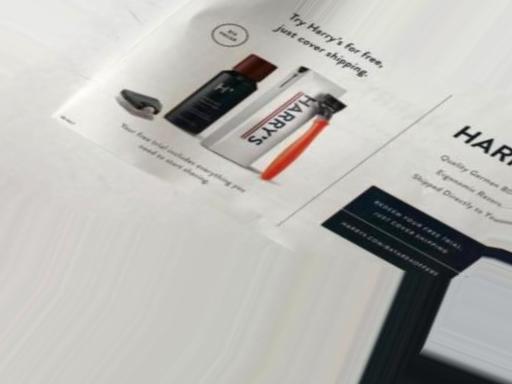 Try Harry's for free,
just cover shipping.
H'
HARRY'S
Your free trial includes everything you
need to start shaving.
HARR
Quality German
Ergonomic Razors
Shipped Directly to You
REDEEM YOUR FREE TRIAL,
JUST COVER SHIPPING